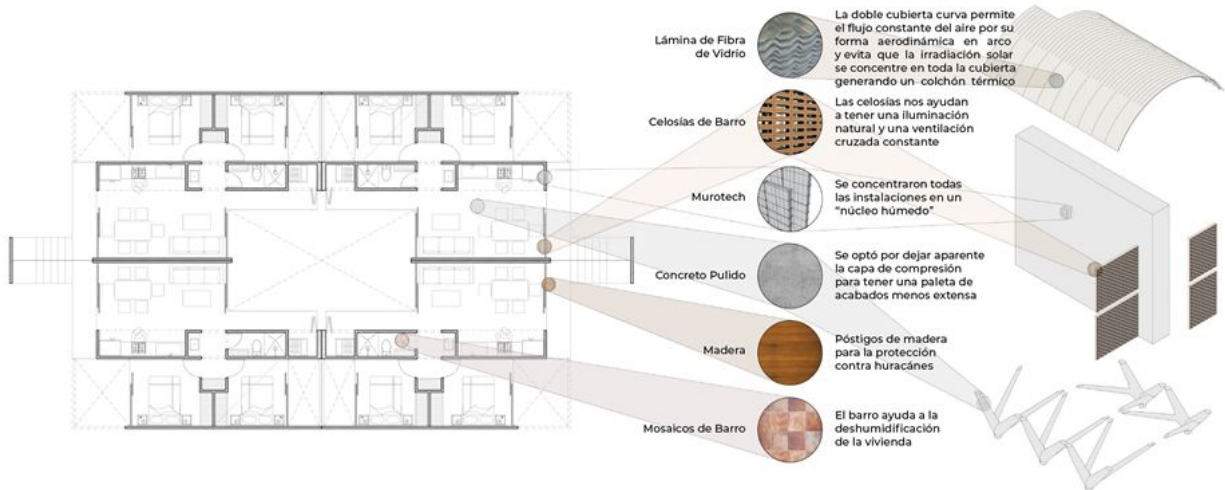 Lámina de Fibra
de Vidrio
La doble cubierta curva permite
el flujo constante del aire por su
forma aerodinámica en arco
y evita que la irradiación solar
se concentre en toda la cubierta
generando un colchón térmico
Celosías de Barro
Las celosías nos ayudan
a tener una iluminación
natural y una ventilación
cruzada constante
Murotech
Se concentraron todas
las instalaciones en un
“núcleo húmedo”
Concreto Pulido
Se optó por dejar aparente
la capa de compresión
para tener una paleta de
acabados menos extensa
Madera
Póstigos de madera
para la protección
contra huracánes
Mosaicos de Barro
El barro ayuda a la
deshumidificación
de la vivienda